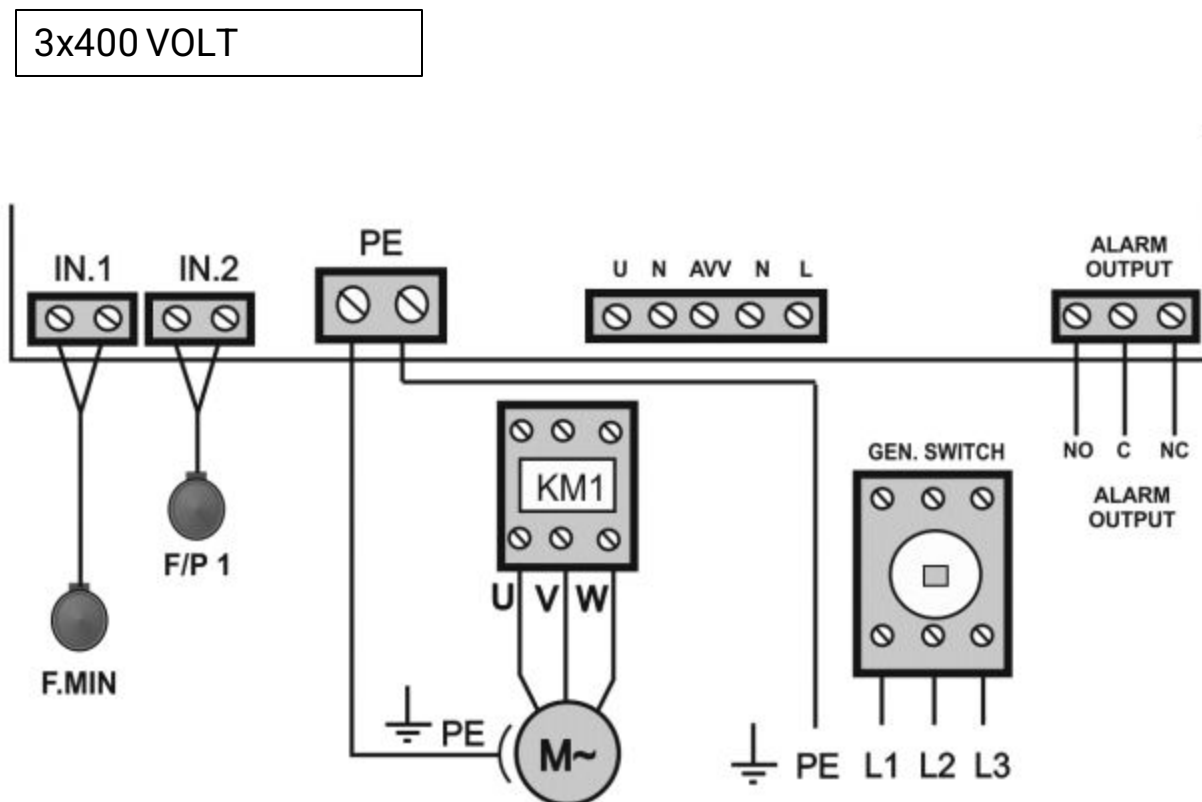 3x400 VOLT
IN.1
IN.2
PE
U N AVV N L
ALARM
OUTPUT
KM1
GEN. SWITCH
NO C NC
ALARM
OUTPUT
F/P 1
U V W
F.MIN
PE
M~
PE L1 L2 L3